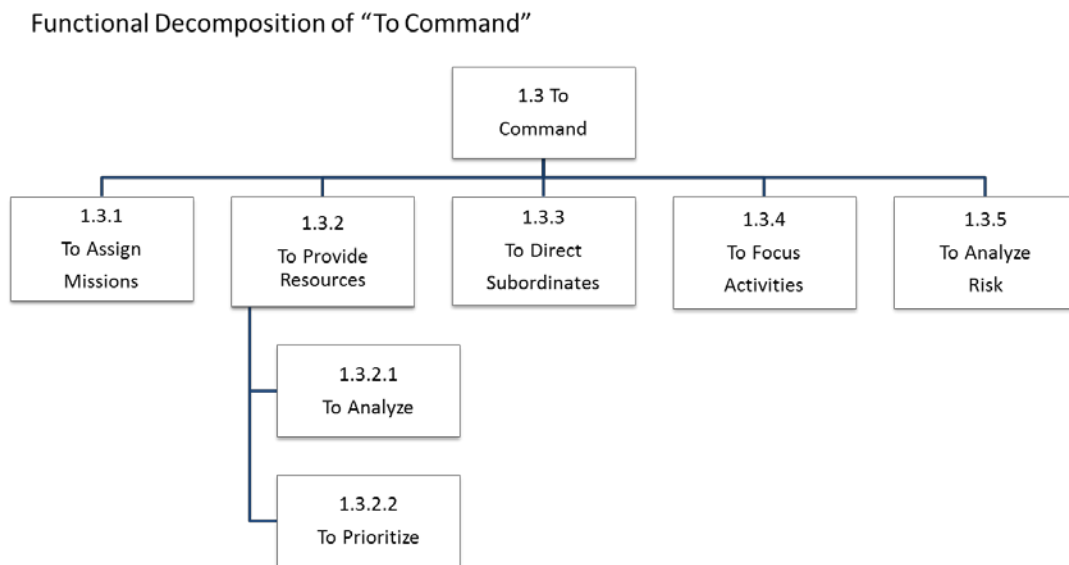 Functional Decomposition of “To Command”
1.3 To
Command
1.3.1
To Assign
Missions
1.3.2
To Provide
Resources
1.3.3
To Direct
Subordinates
1.3.4
To Focus
Activities
1.3.5
To Analyze
Risk
1.3.2.1
To Analyze
1.3.2.2
To Prioritize